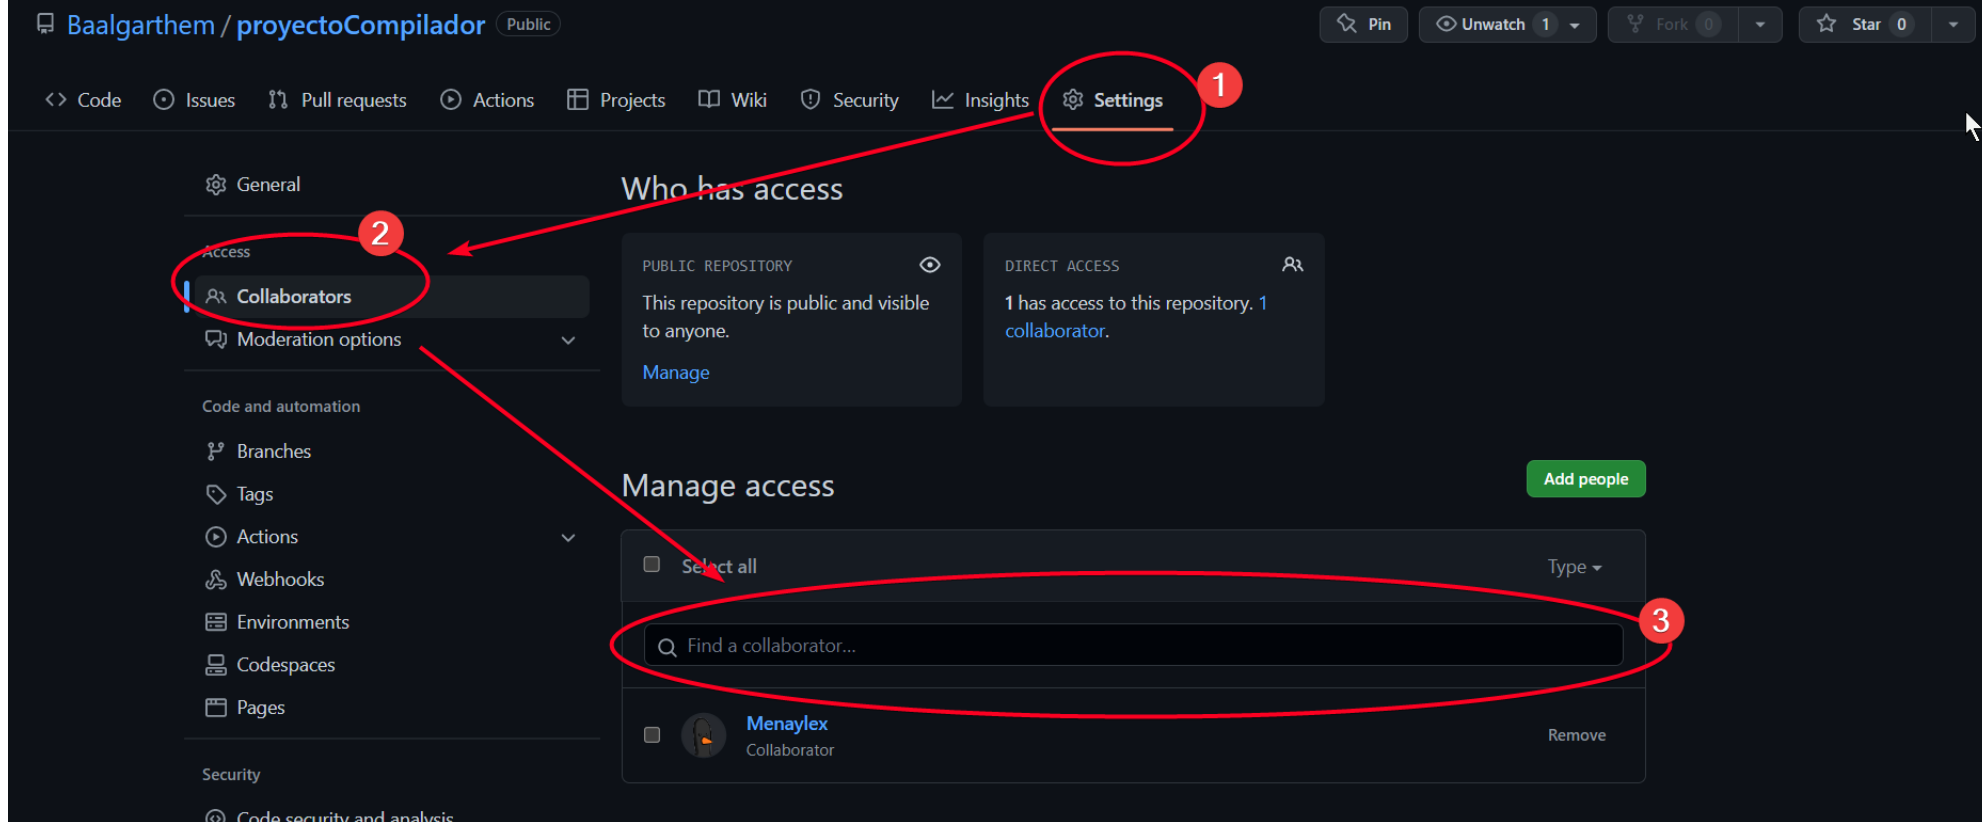 Baalgarthem / proyectoCompilador Public
Pin Unwatch 1 Fork 0 Star 0
Code Issues Pull requests Actions Projects Wiki Security Insights Settings 1
General
Access 2
Collaborators
Moderation options
Code and automation
Branches
Tags
Actions
Webhooks
Environments
Codespaces
Pages
Security
Code security and analysis
Who has access
PUBLIC REPOSITORY
This repository is public and visible
to anyone.
Manage
DIRECT ACCESS
1 has access to this repository. 1
collaborator.
Manage access
Add people
Select all Type
Find a collaborator... 3
Menaylex
Collaborator
Remove